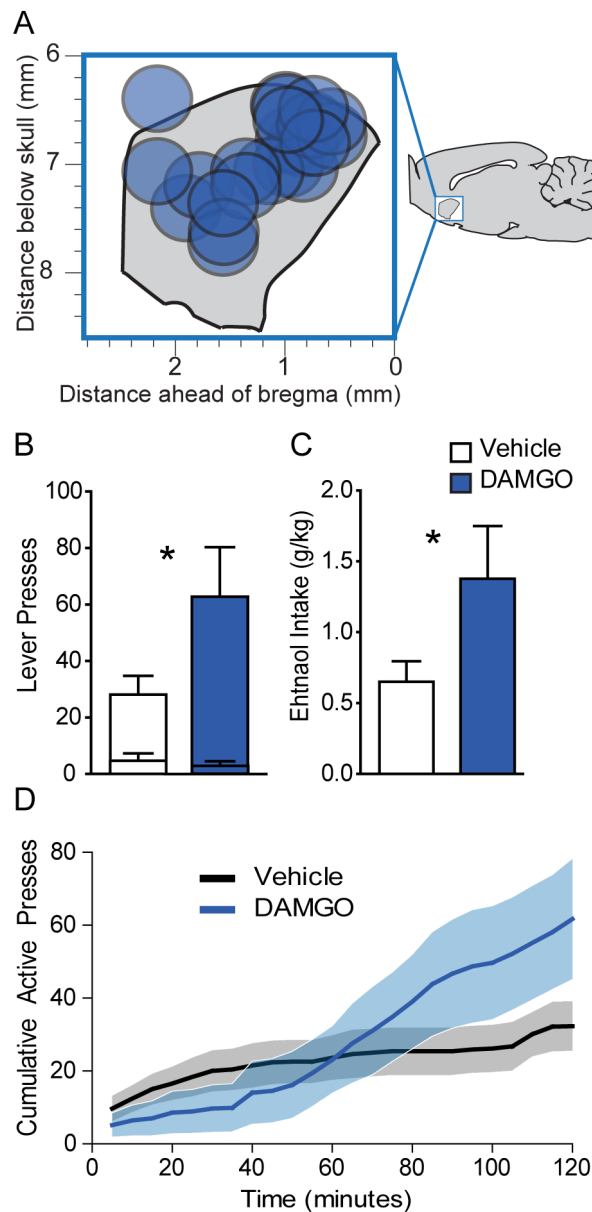 A
Distance below skull (mm)
6
7
8
2
1
0
Distance ahead of bregma (mm)
B
Lever Presses
100
80
60
40
20
0
*
C
Vehicle
DAMGO
Ehtnaol Intake (g/kg)
2.0
1.5
1.0
0.5
0.0
*
D
Cumulative Active Presses
80
60
40
20
0
Vehicle
DAMGO
0
20
40
60
80
100
120
Time (minutes)